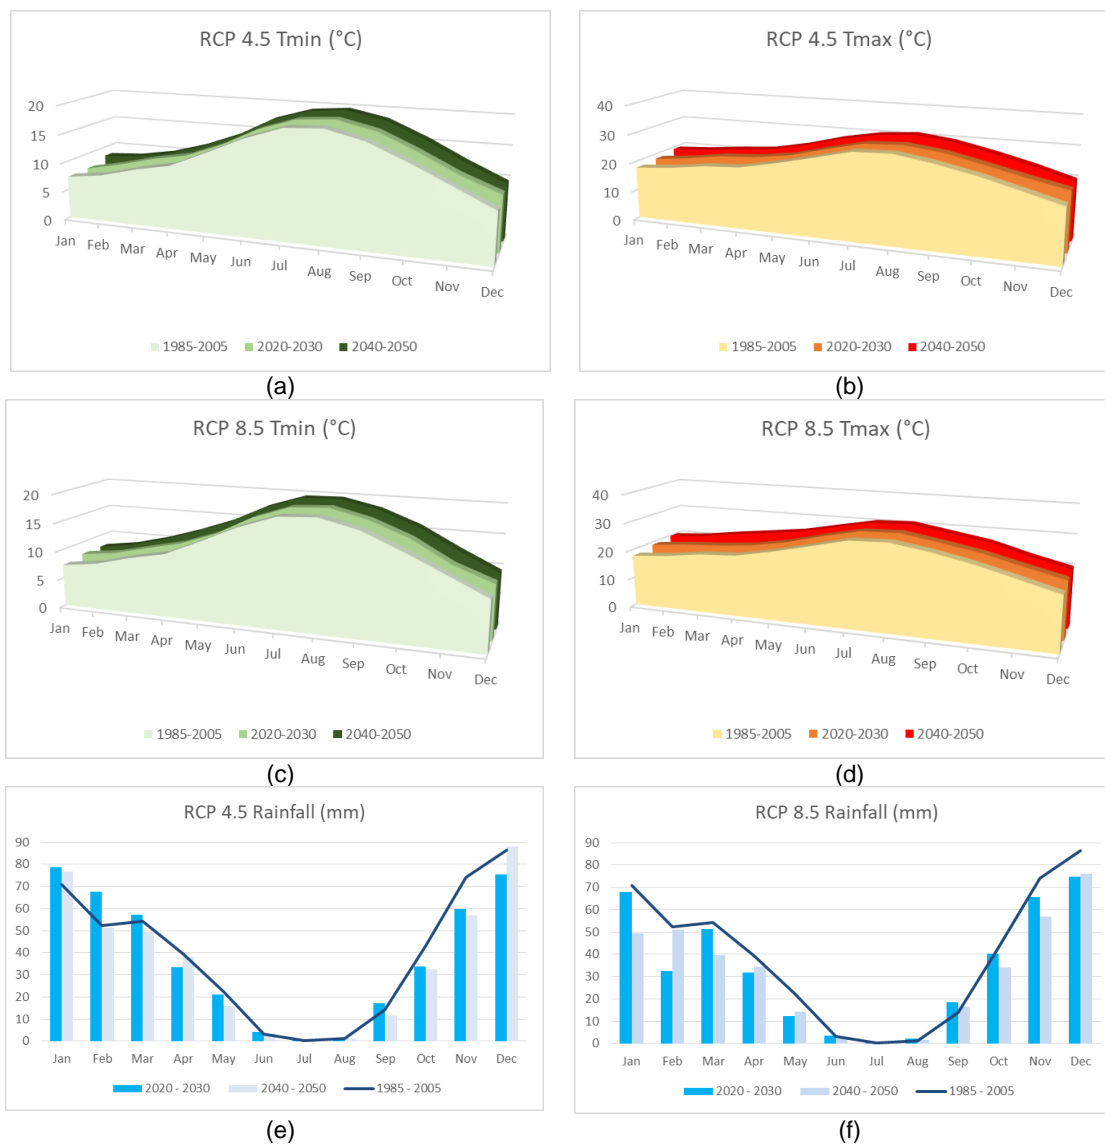 RCP 4.5 Tmin (°C)
20
15
10
5
0
Jan Feb Mar Apr May Jun Jul Aug Sep Oct Nov Dec
1985-2005 2020-2030 2040-2050
(a)
RCP 4.5 Tmax (°C)
40
30
20
10
0
Jan Feb Mar Apr May Jun Jul Aug Sep Oct Nov Dec
1985-2005 2020-2030 2040-2050
(b)
RCP 8.5 Tmin (°C)
20
15
10
5
0
Jan Feb Mar Apr May Jun Jul Aug Sep Oct Nov Dec
1985-2005 2020-2030 2040-2050
(c)
RCP 8.5 Tmax (°C)
40
30
20
10
0
Jan Feb Mar Apr May Jun Jul Aug Sep Oct Nov Dec
1985-2005 2020-2030 2040-2050
(d)
RCP 4.5 Rainfall (mm)
90
80
70
60
50
40
30
20
10
0
Jan Feb Mar Apr May Jun Jul Aug Sep Oct Nov Dec
2020 - 2030 2040 - 2050 1985 - 2005
(e)
RCP 8.5 Rainfall (mm)
90
80
70
60
50
40
30
20
10
0
Jan Feb Mar Apr May Jun Jul Aug Sep Oct Nov Dec
2020 - 2030 2040 - 2050 1985 - 2005
(f)